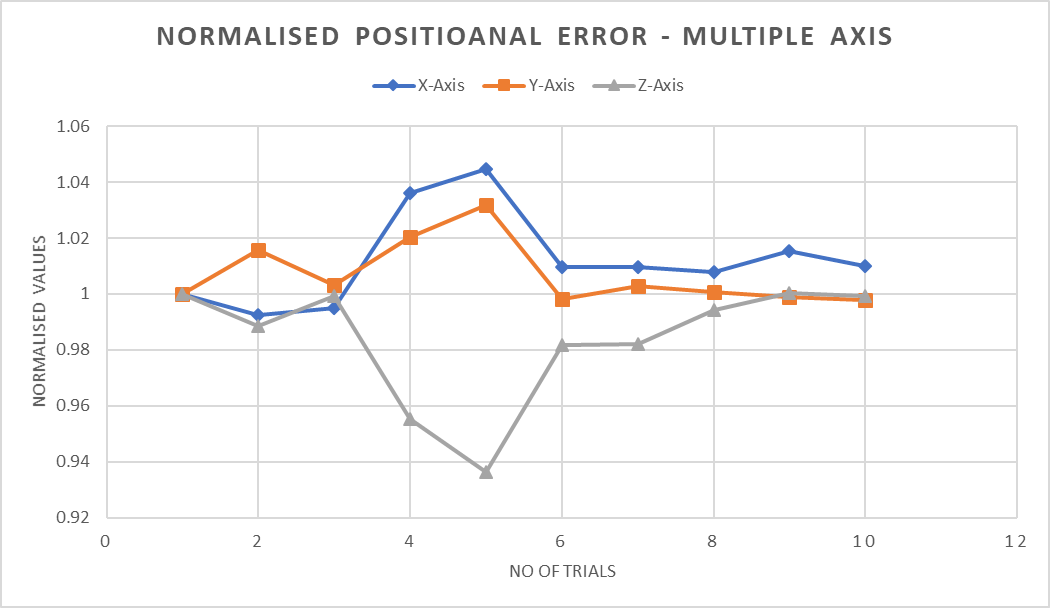 NORMALISED POSITIOANAL ERROR - MULTIPLE AXIS
X-Axis Y-Axis Z-Axis
1.06
1.04
1.02
1
0.98
0.96
0.94
0.92
NORMALISED VALUES
0 2 4 6 8 10 12
NO OF TRIALS